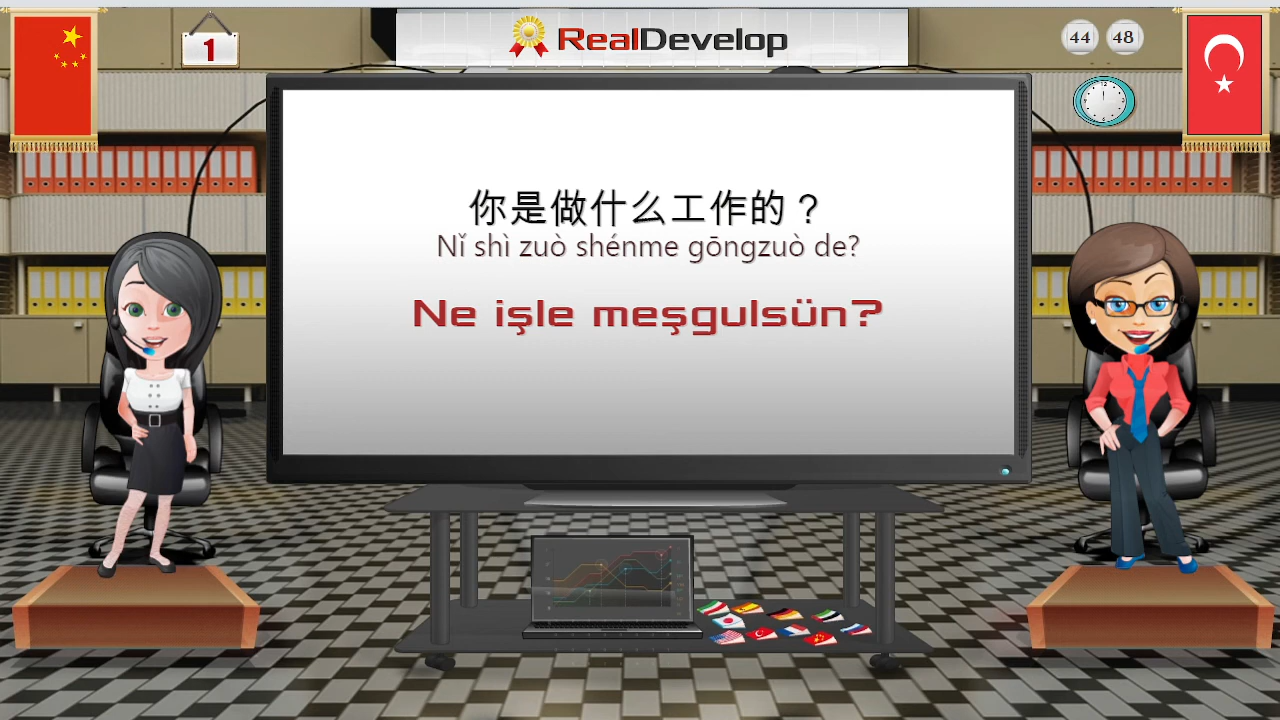 1
RealDevelop
44 48
你是做什么工作的？
Nǐ shì zuò shénme gōngzuò de?
Ne işle meşgulsün?